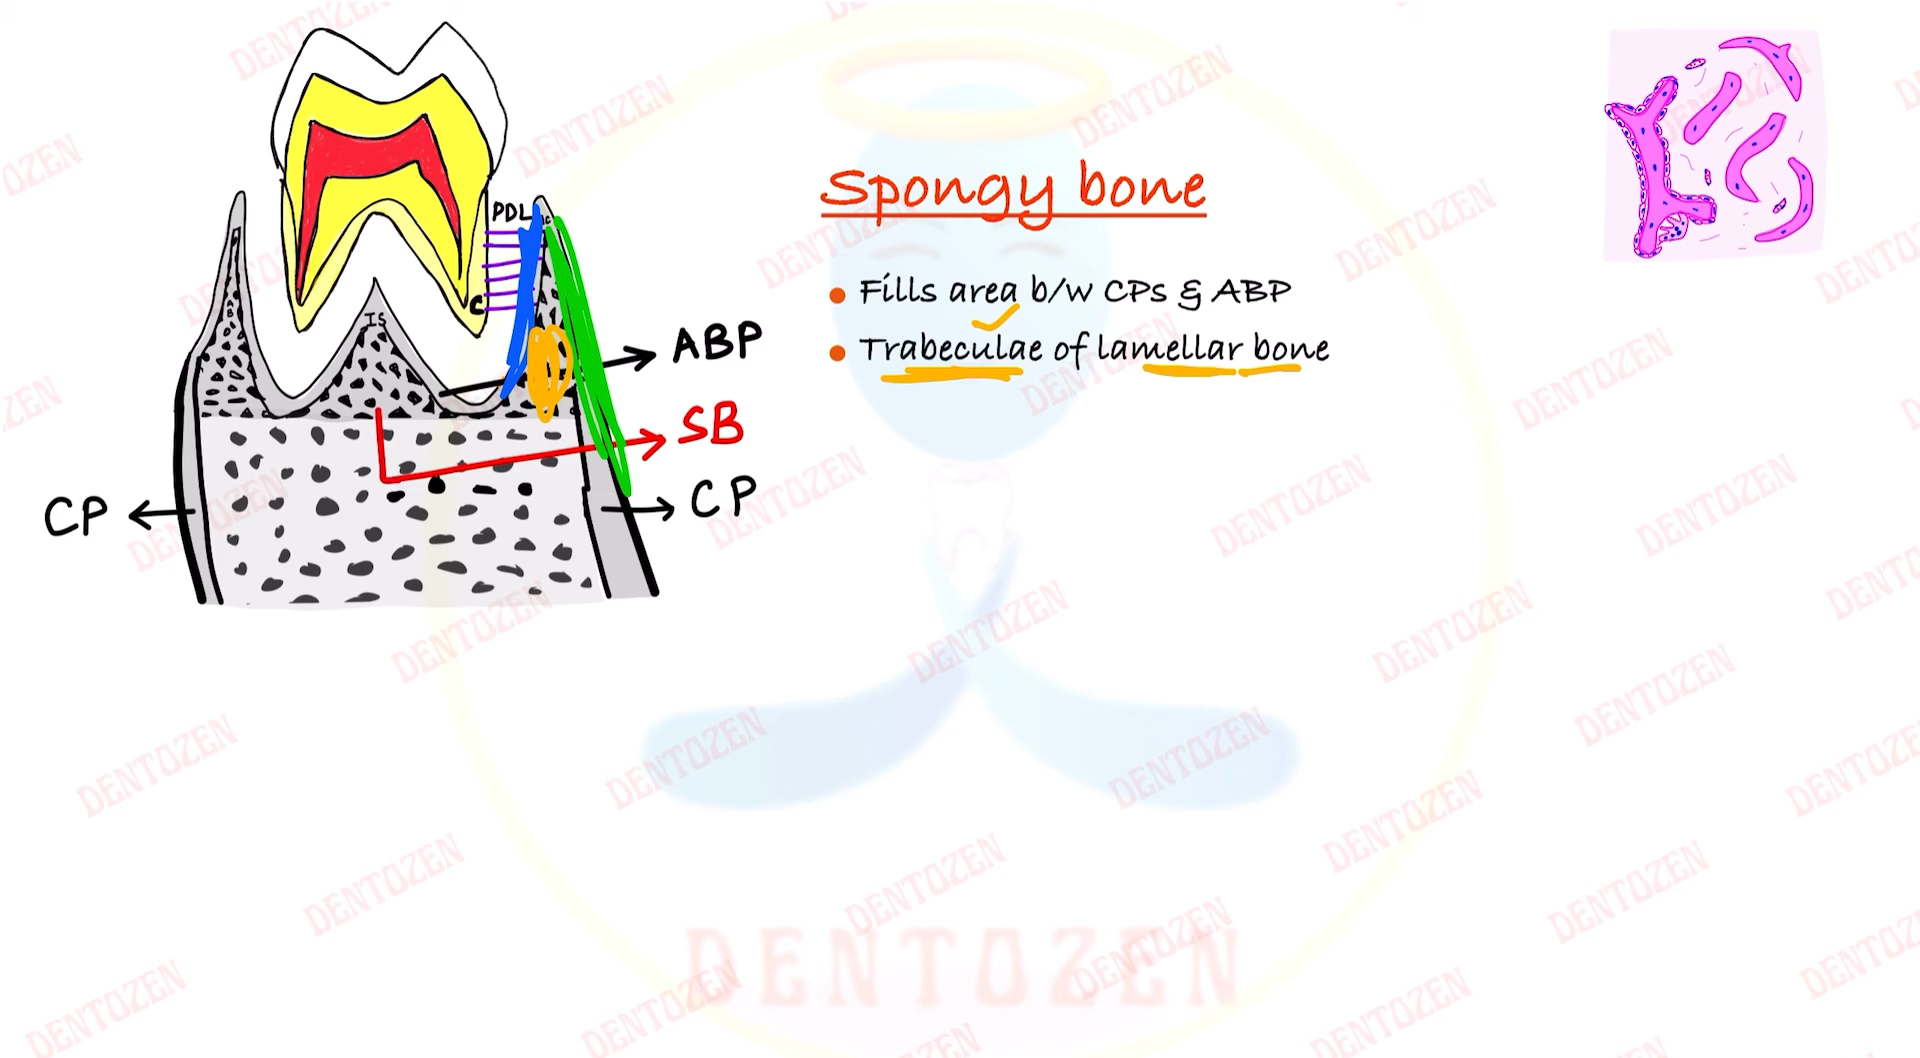 Spongy bone
• Fills area b/w CPs & ABP
• Trabeculae of lamellar bone
PDL
C
IS
ABP
SB
CP
CP
DENTOZEN